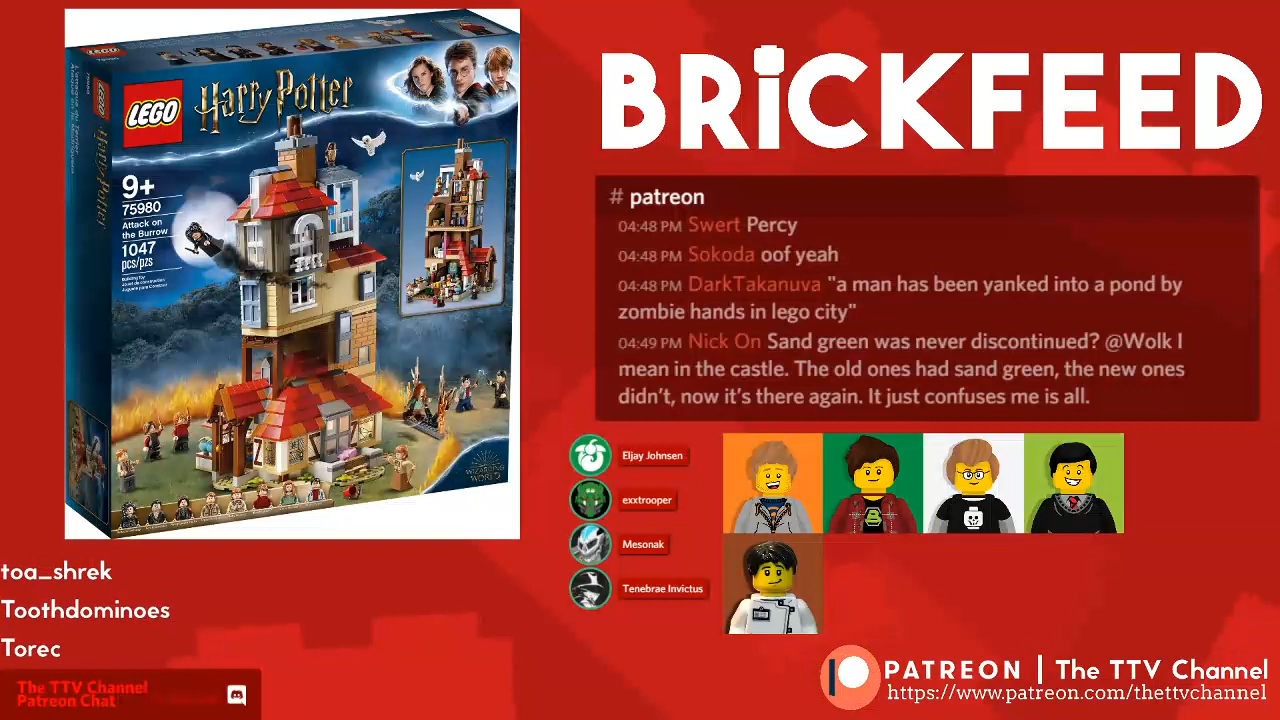 LEGO
Harry Potter
9+
75980
Attack on
the Burrow
1047
pcs/pzs
WIZARDING
WORLD
BRiCKFEED
# patreon
04:48 PM Swert Percy
04:48 PM Sokoda oof yeah
04:48 PM DarkTakanuva "a man has been yanked into a pond by
zombie hands in lego city"
04:49 PM Nick On Sand green was never discontinued? @Wolk I
mean in the castle. The old ones had sand green, the new ones
didn't, now it's there again. It just confuses me is all.
Eljay Johnsen
exxtrooper
Mesonak
Tenebrae Invictus
toa_shrek
Toothdominoes
Torec
The TTV Channel
Patreon Chat
PATREON | The TTV Channel
https://www.patreon.com/thettvchannel